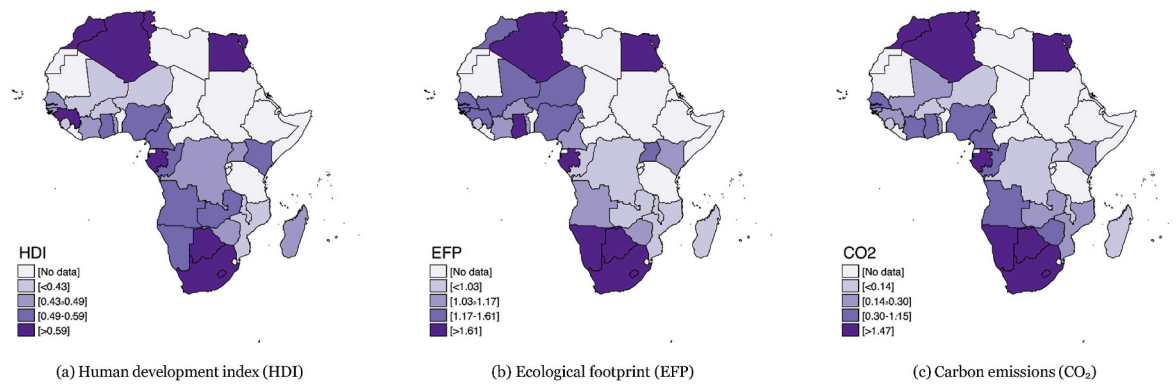 HDI
[No data]
[<0.43]
[0.43-0.49]
[0.49-0.59]
[>0.59]
EFP
[No data]
[<1.03]
[1.03-1.17]
[1.17-1.61]
[>1.61]
CO2
[No data]
[<0.14]
[0.14-0.30]
[0.30-1.15]
[>1.47]
(a) Human development index (HDI)
(b) Ecological footprint (EFP)
(c) Carbon emissions (CO₂)